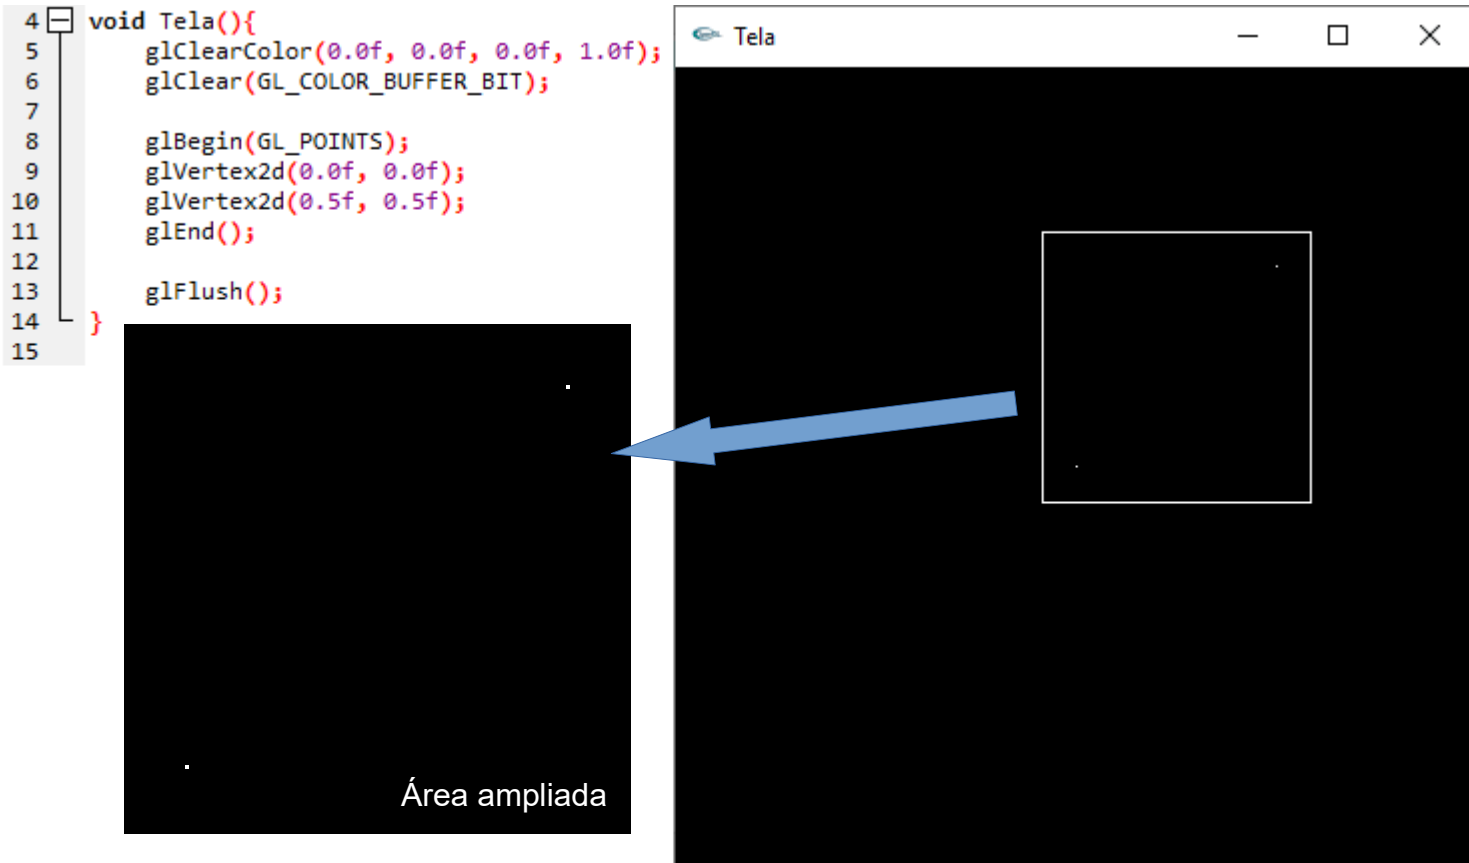 4 void Tela(){
5 glClearColor(0.0f, 0.0f, 0.0f, 1.0f);
6 glClear(GL_COLOR_BUFFER_BIT);
7
8 glBegin(GL_POINTS);
9 glVertex2d(0.0f, 0.0f);
10 glVertex2d(0.5f, 0.5f);
11 glEnd();
12
13 glFlush();
14 }
15
Tela
Área ampliada